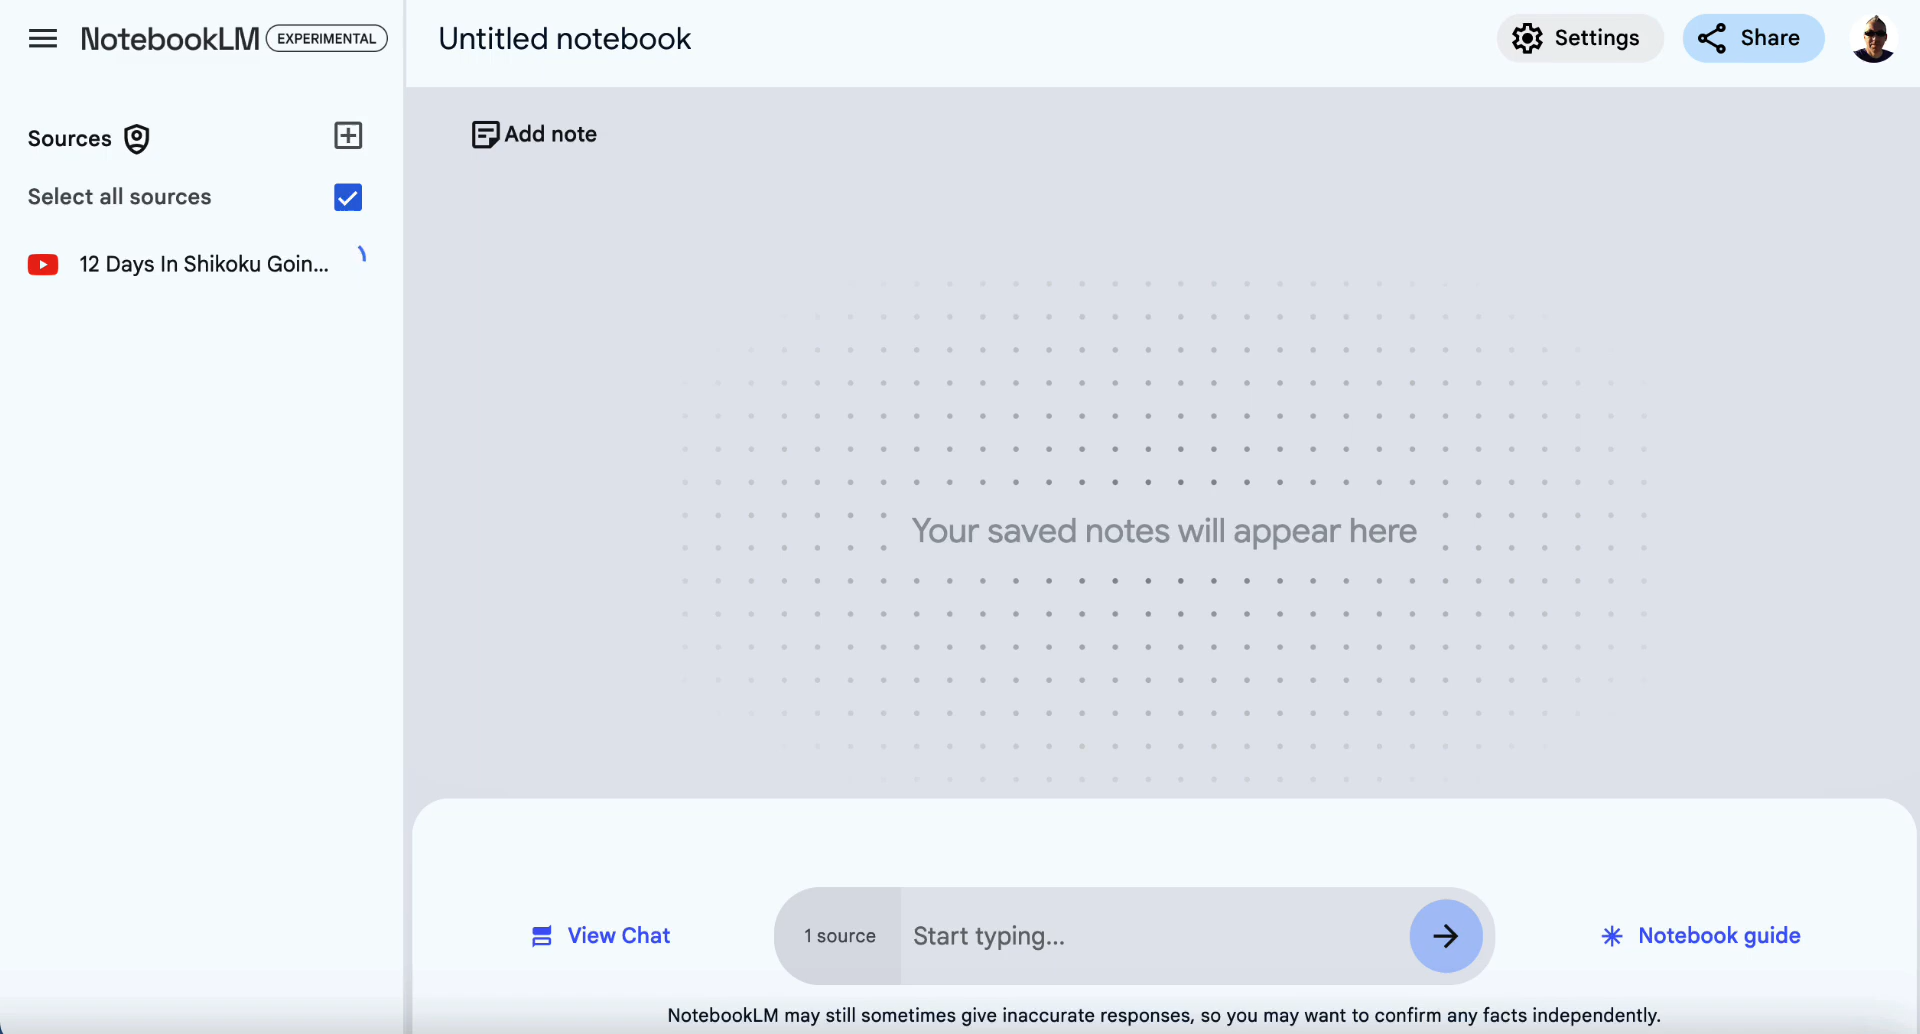 NotebookLM EXPERIMENTAL
Untitled notebook
Settings
Share
Sources
Select all sources
12 Days In Shikoku Goin...
Add note
Your saved notes will appear here
View Chat
1 source
Start typing...
Notebook guide
NotebookLM may still sometimes give inaccurate responses, so you may want to confirm any facts independently.